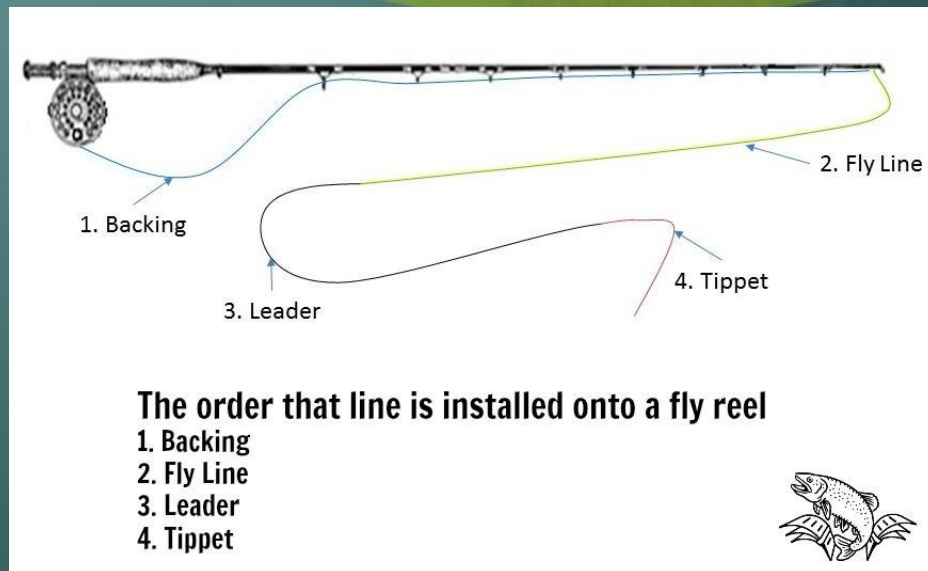 2. Fly Line
1. Backing
4. Tippet
3. Leader
The order that line is installed onto a fly reel
1. Backing
2. Fly Line
3. Leader
4. Tippet